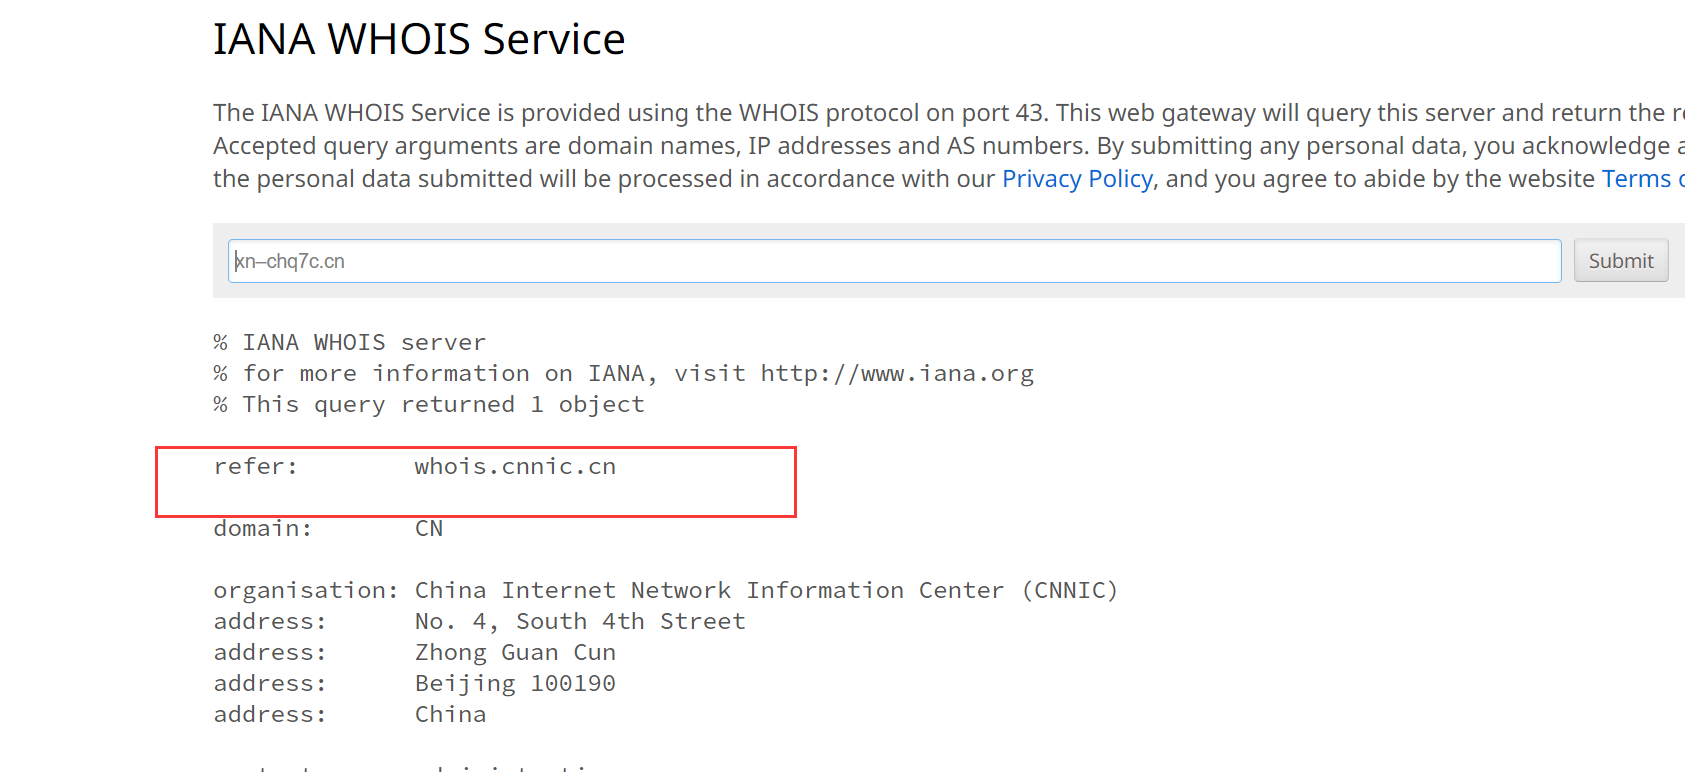 IANA WHOIS Service
The IANA WHOIS Service is provided using the WHOIS protocol on port 43. This web gateway will query this server and return the
Accepted query arguments are domain names, IP addresses and AS numbers. By submitting any personal data, you acknowledge
the personal data submitted will be processed in accordance with our Privacy Policy, and you agree to abide by the website Terms
xn–chq7c.cn
Submit
% IANA WHOIS server
% for more information on IANA, visit http://www.iana.org
% This query returned 1 object
refer: whois.cnnic.cn
domain: CN
organisation: China Internet Network Information Center (CNNIC)
address: No. 4, South 4th Street
address: Zhong Guan Cun
address: Beijing 100190
address: China